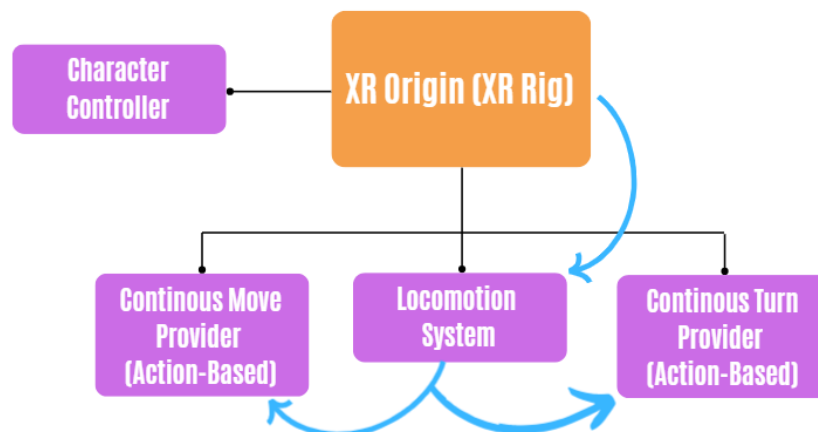 Character
Controller
XR Origin (XR Rig)
Continous Move
Provider
(Action-Based)
Locomotion
System
Continous Turn
Provider
(Action-Based)